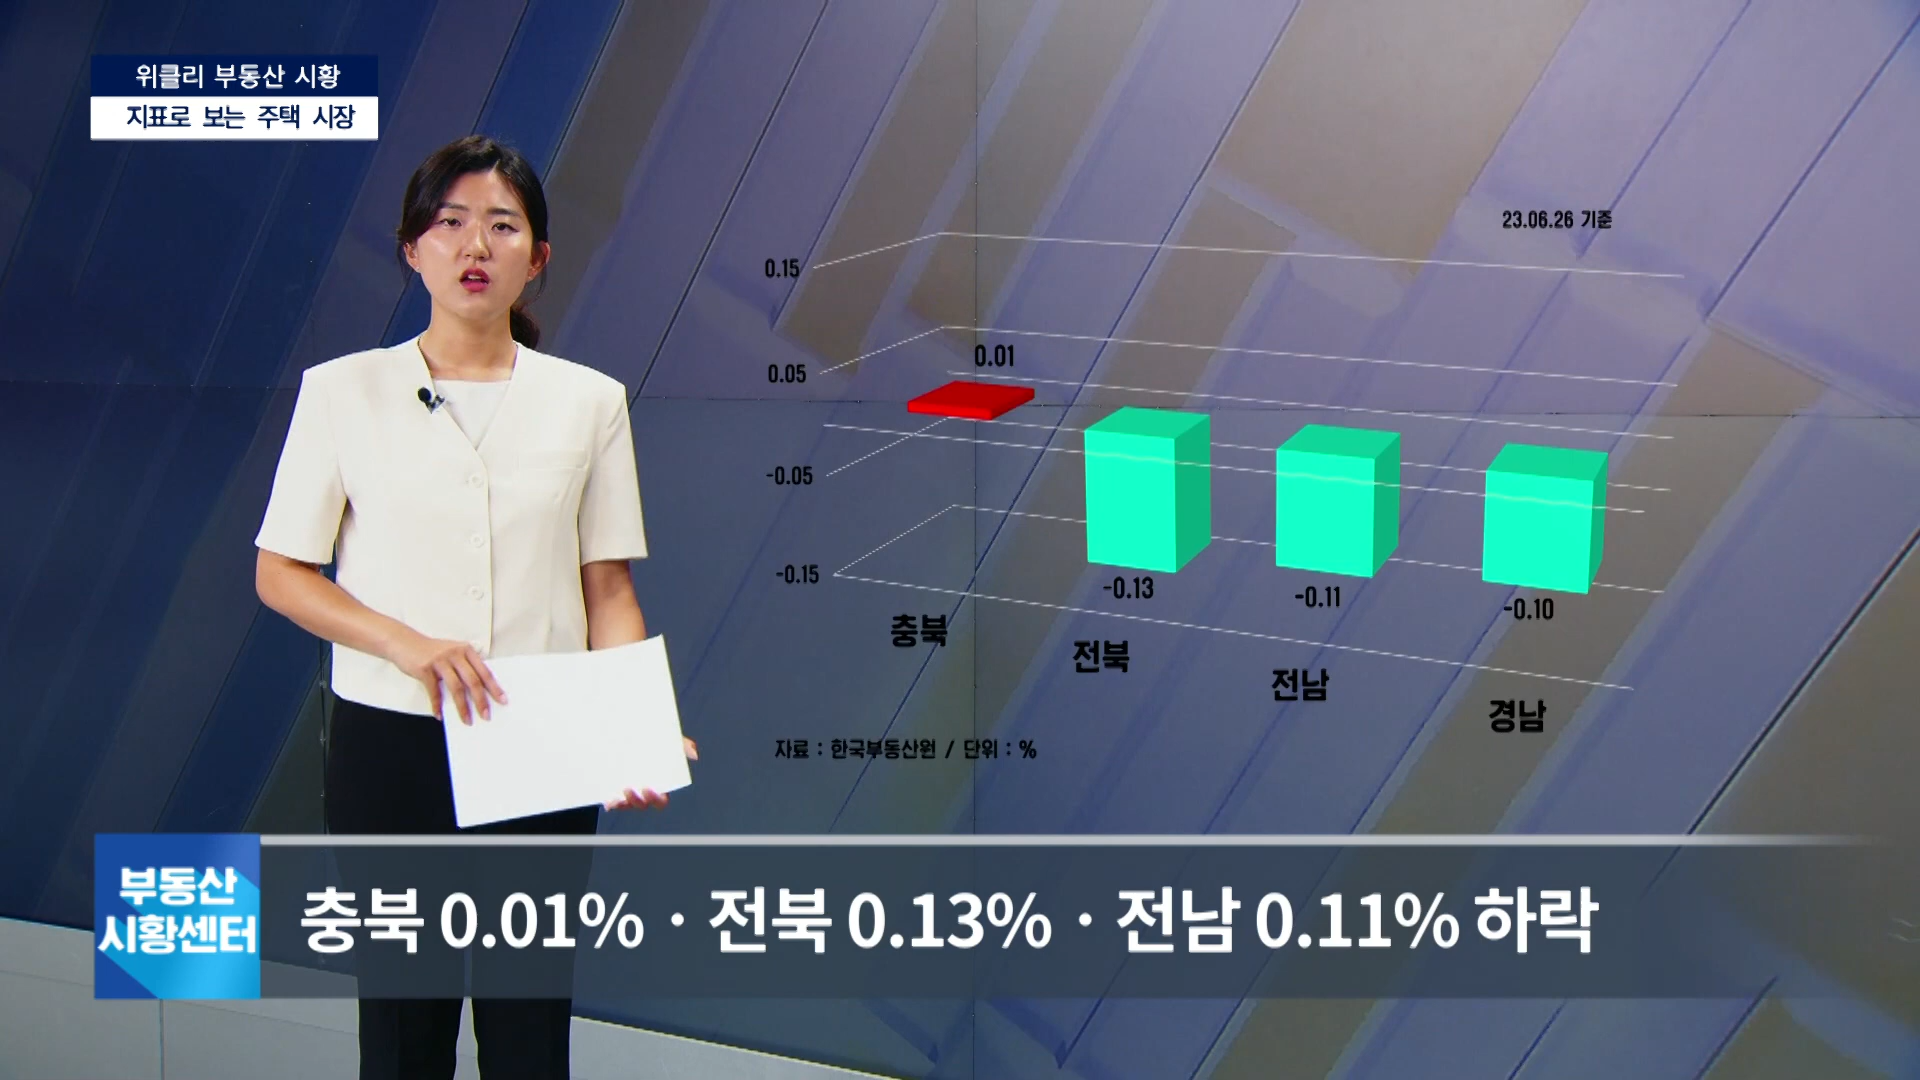 위클리 부동산 시황
지표로 보는 주택 시장
23.06.26 기준
0.15
0.05
-0.05
-0.15
0.01
-0.13
-0.11
-0.10
충북
전북
전남
경남
자료 : 한국부동산원 / 단위 : %
부동산
시황센터
충북 0.01% · 전북 0.13% · 전남 0.11% 하락